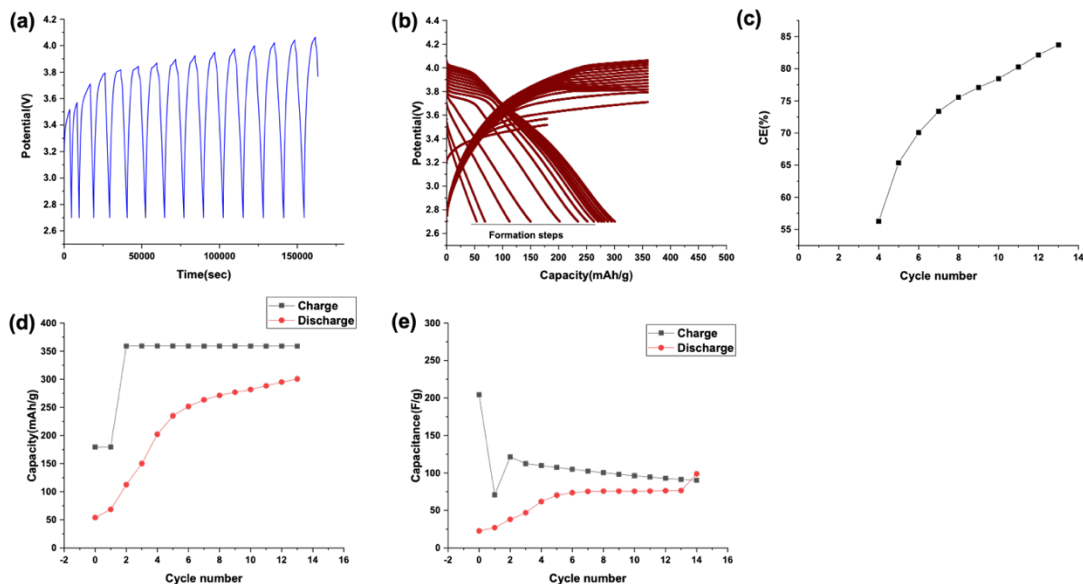 (a)
4.2
4.0
3.8
3.6
3.4
3.2
3.0
2.8
2.6
Potential(V)
0 50000 100000 150000
Time(sec)
(b)
4.4
4.2
4.0
3.8
3.6
3.4
3.2
3.0
2.8
2.6
2.4
Potential(V)
Formation steps
0 50 100 150 200 250 300 350 400 450 500
Capacity(mAh/g)
(c)
85
80
75
70
65
60
55
CE(%)
0 2 4 6 8 10 12 14
Cycle number
(d)
Charge
Discharge
400
350
300
250
200
150
100
50
0
Capacity(mAh/g)
-2 0 2 4 6 8 10 12 14 16
Cycle number
(e)
Charge
Discharge
300
250
200
150
100
50
0
Capacitance(F/g)
-2 0 2 4 6 8 10 12 14 16
Cycle number